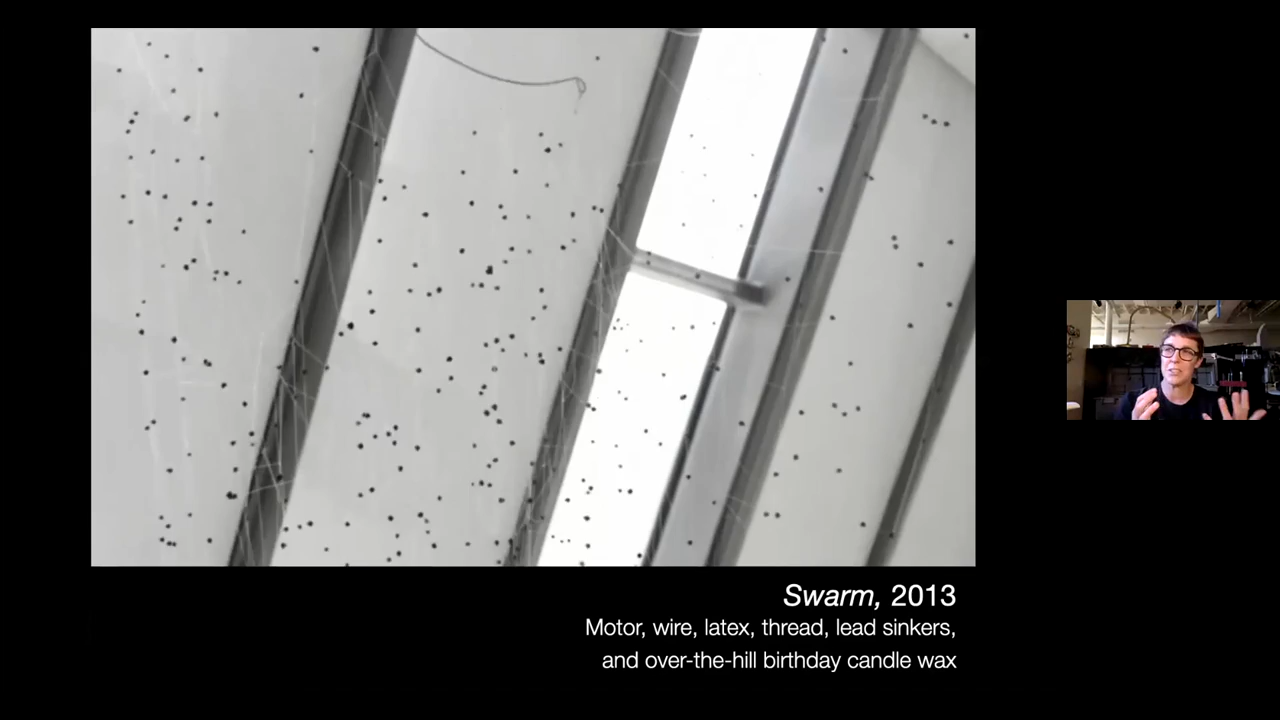 Swarm, 2013
Motor, wire, latex, thread, lead sinkers,
and over-the-hill birthday candle wax